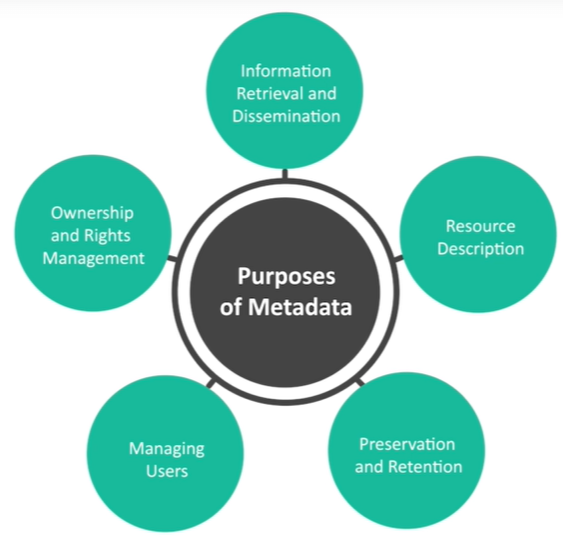 Information
Retrieval and
Dissemination
Resource
Description
Preservation
and Retention
Managing
Users
Ownership
and Rights
Management
Purposes
of Metadata